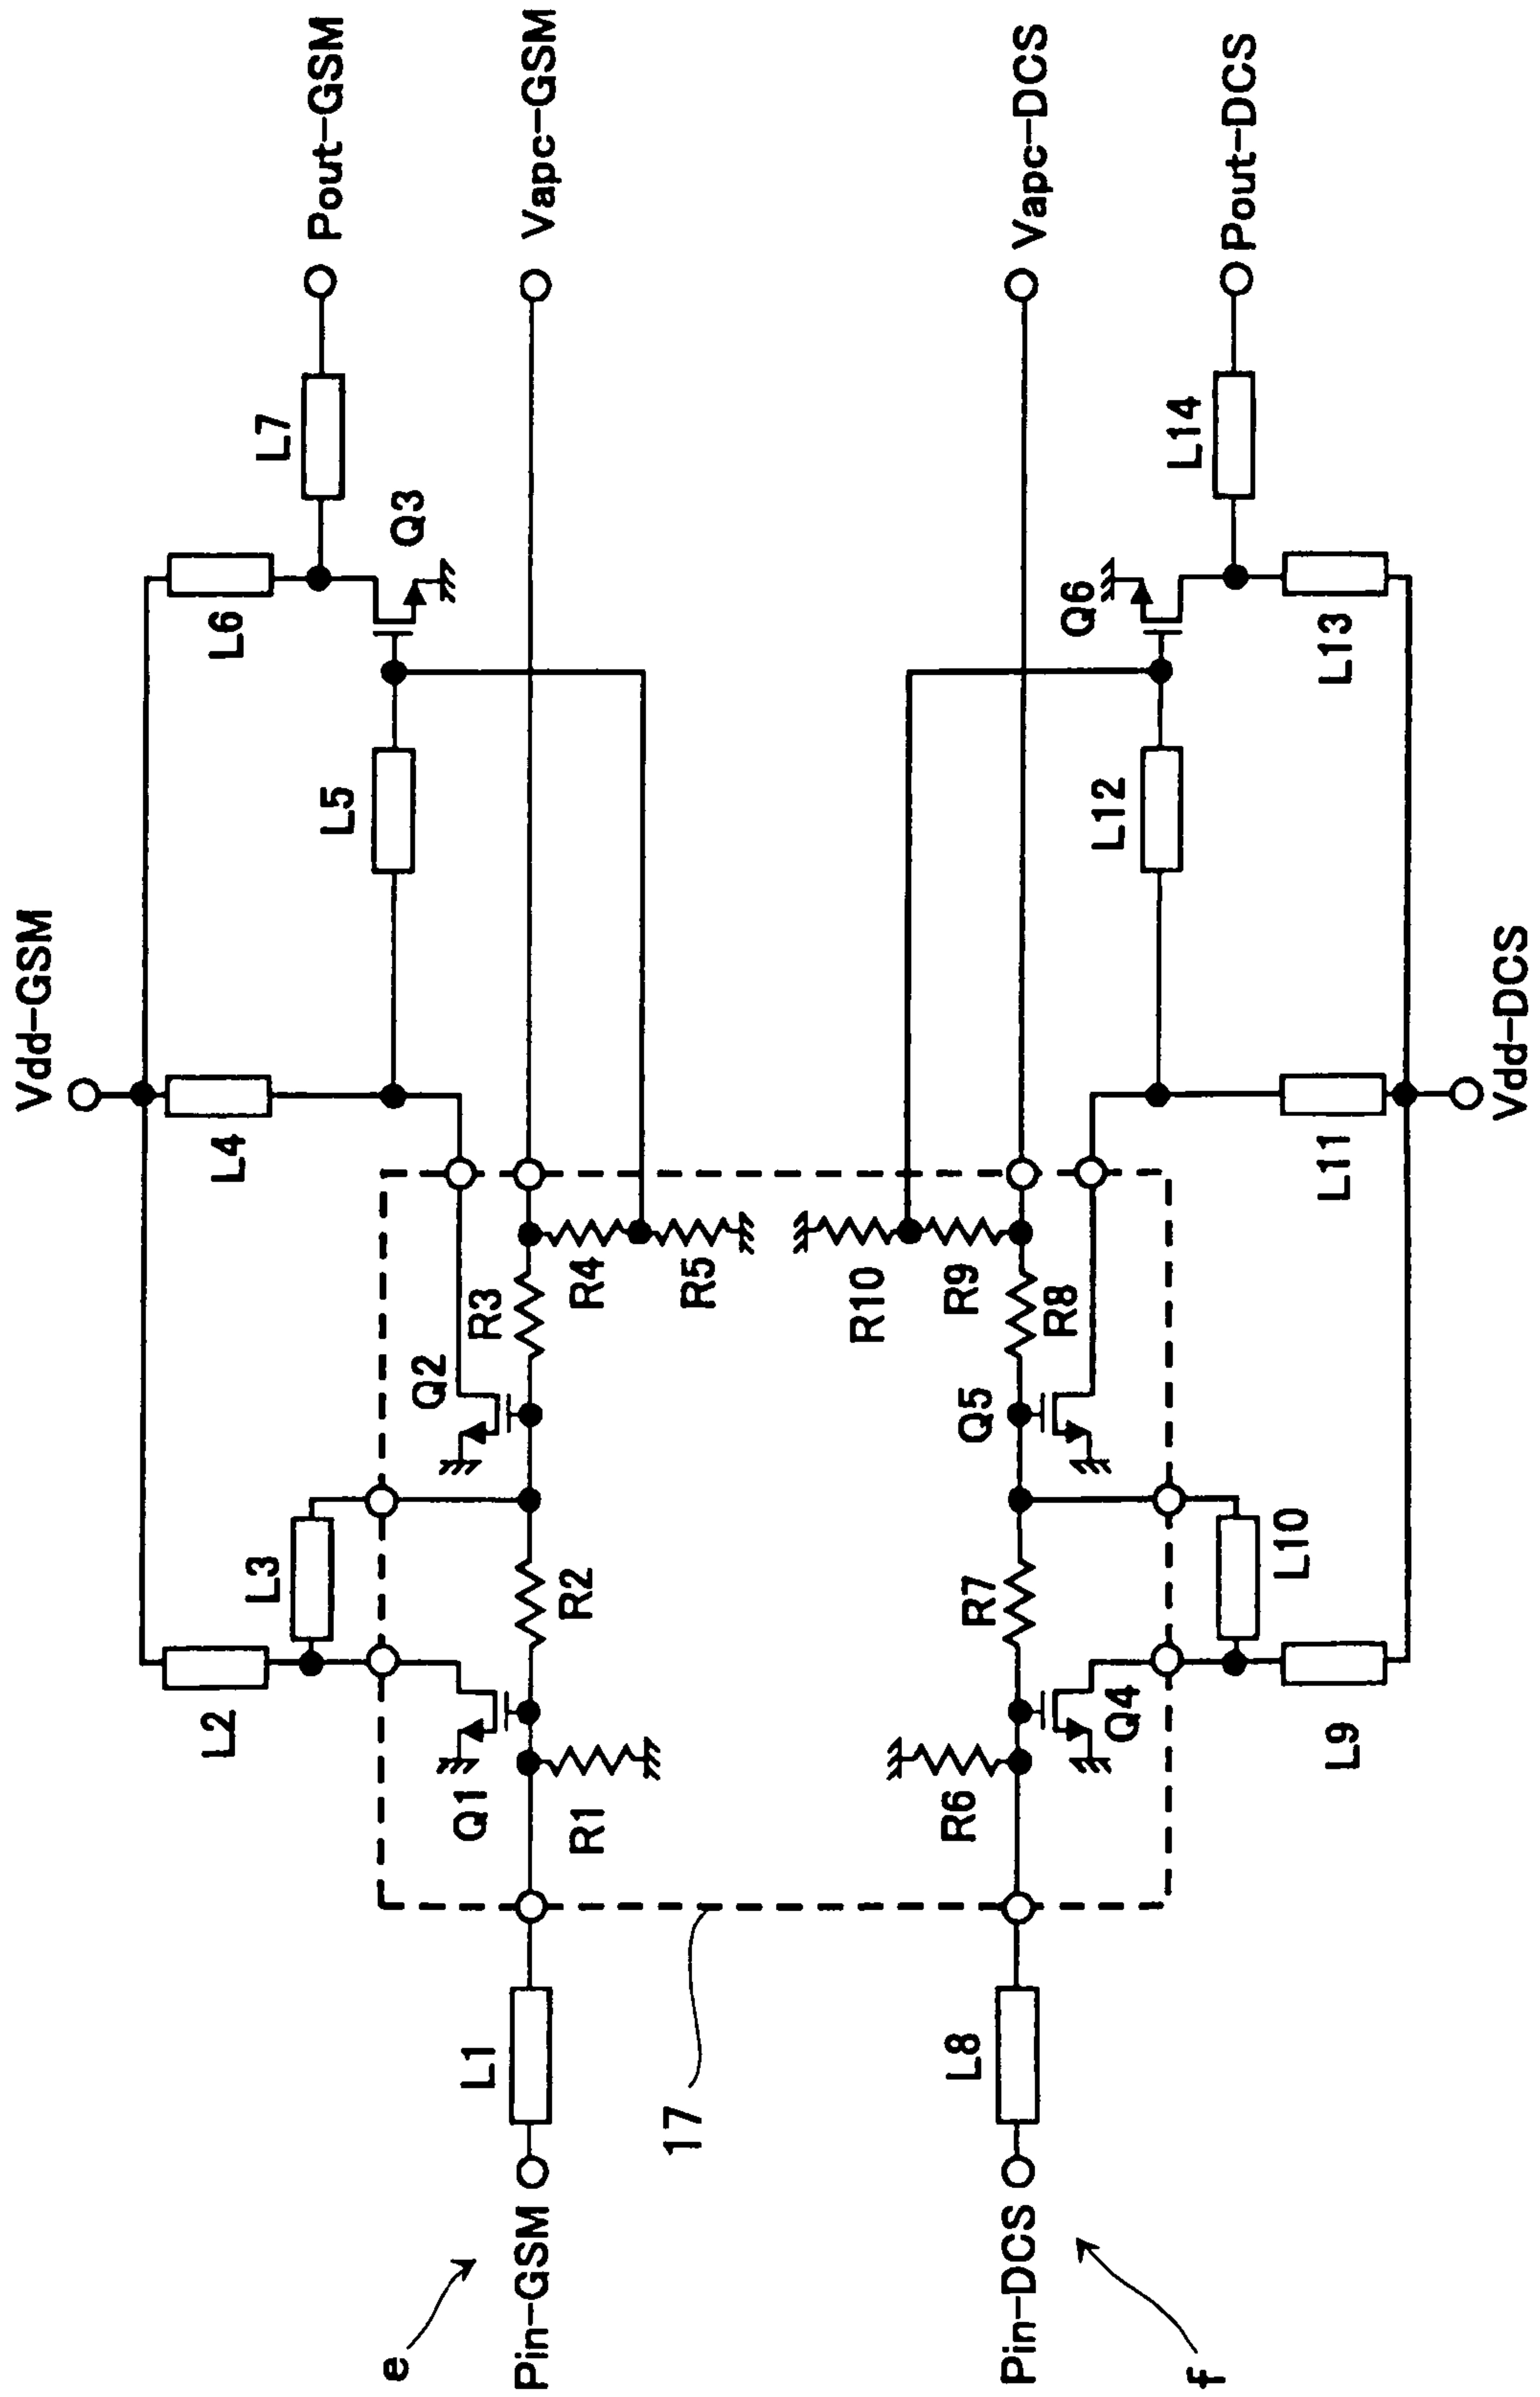 Vdd-GSM
L2
L4
L6
L3
L7
Pout-GSM
L5
Q3
Q1
Q2
R3
Vapc-GSM
e
Pin-GSM
L1
R1
R2
R4
17
R5
R10
R6
R7
Q5
R9
Pin-DCS
L8
R8
Vapc-DCS
Q4
L12
Q6
f
L10
L14
Pout-DCS
L9
L11
L13
Vdd-DCS